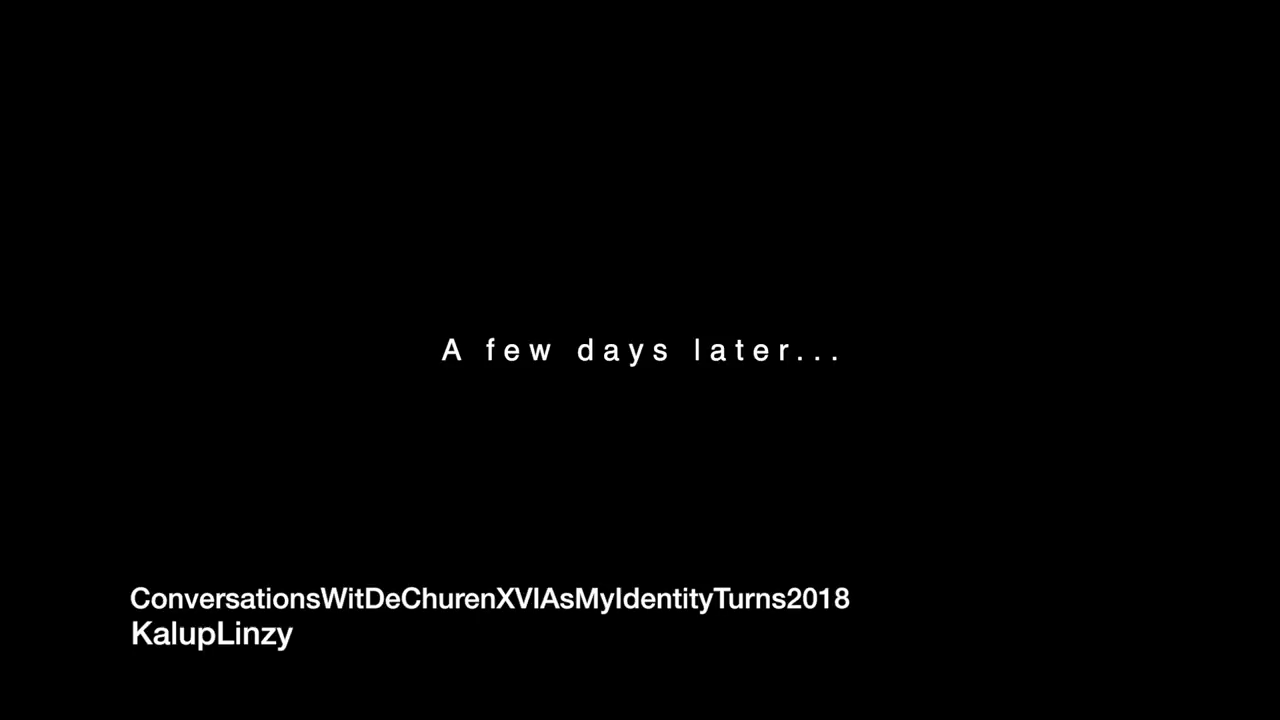 A few days later...
ConversationsWitDeChurenXVIAsMyIdentityTurns2018
KalupLinzy